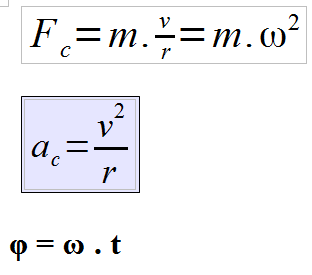 F_c = m . v/r = m . ω²
a_c = v²/r
φ = ω . t